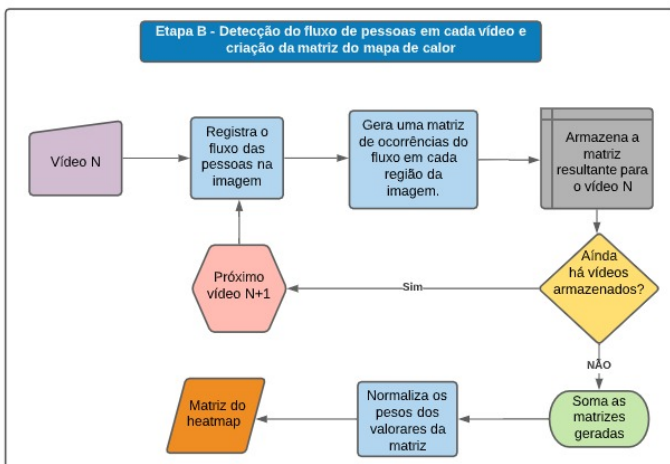 Etapa B - Detecção do fluxo de pessoas em cada vídeo e
criação da matriz do mapa de calor
Vídeo N
Registra o
fluxo das
pessoas na
imagem
Gera uma matriz
de ocorrências do
fluxo em cada
região da
imagem.
Armazena a
matriz
resultante para
o vídeo N
Aínda
há vídeos
armazenados?
Sim
Próximo
vídeo N+1
NÃO
Soma as
matrizes
geradas
Normaliza os
pesos dos
valorares da
matriz
Matriz do
heatmap